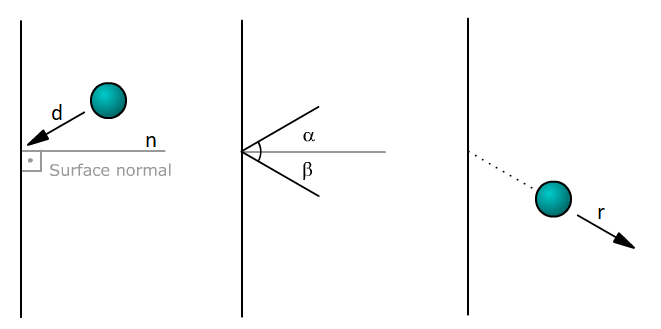 d
n
Surface normal
α
β
r